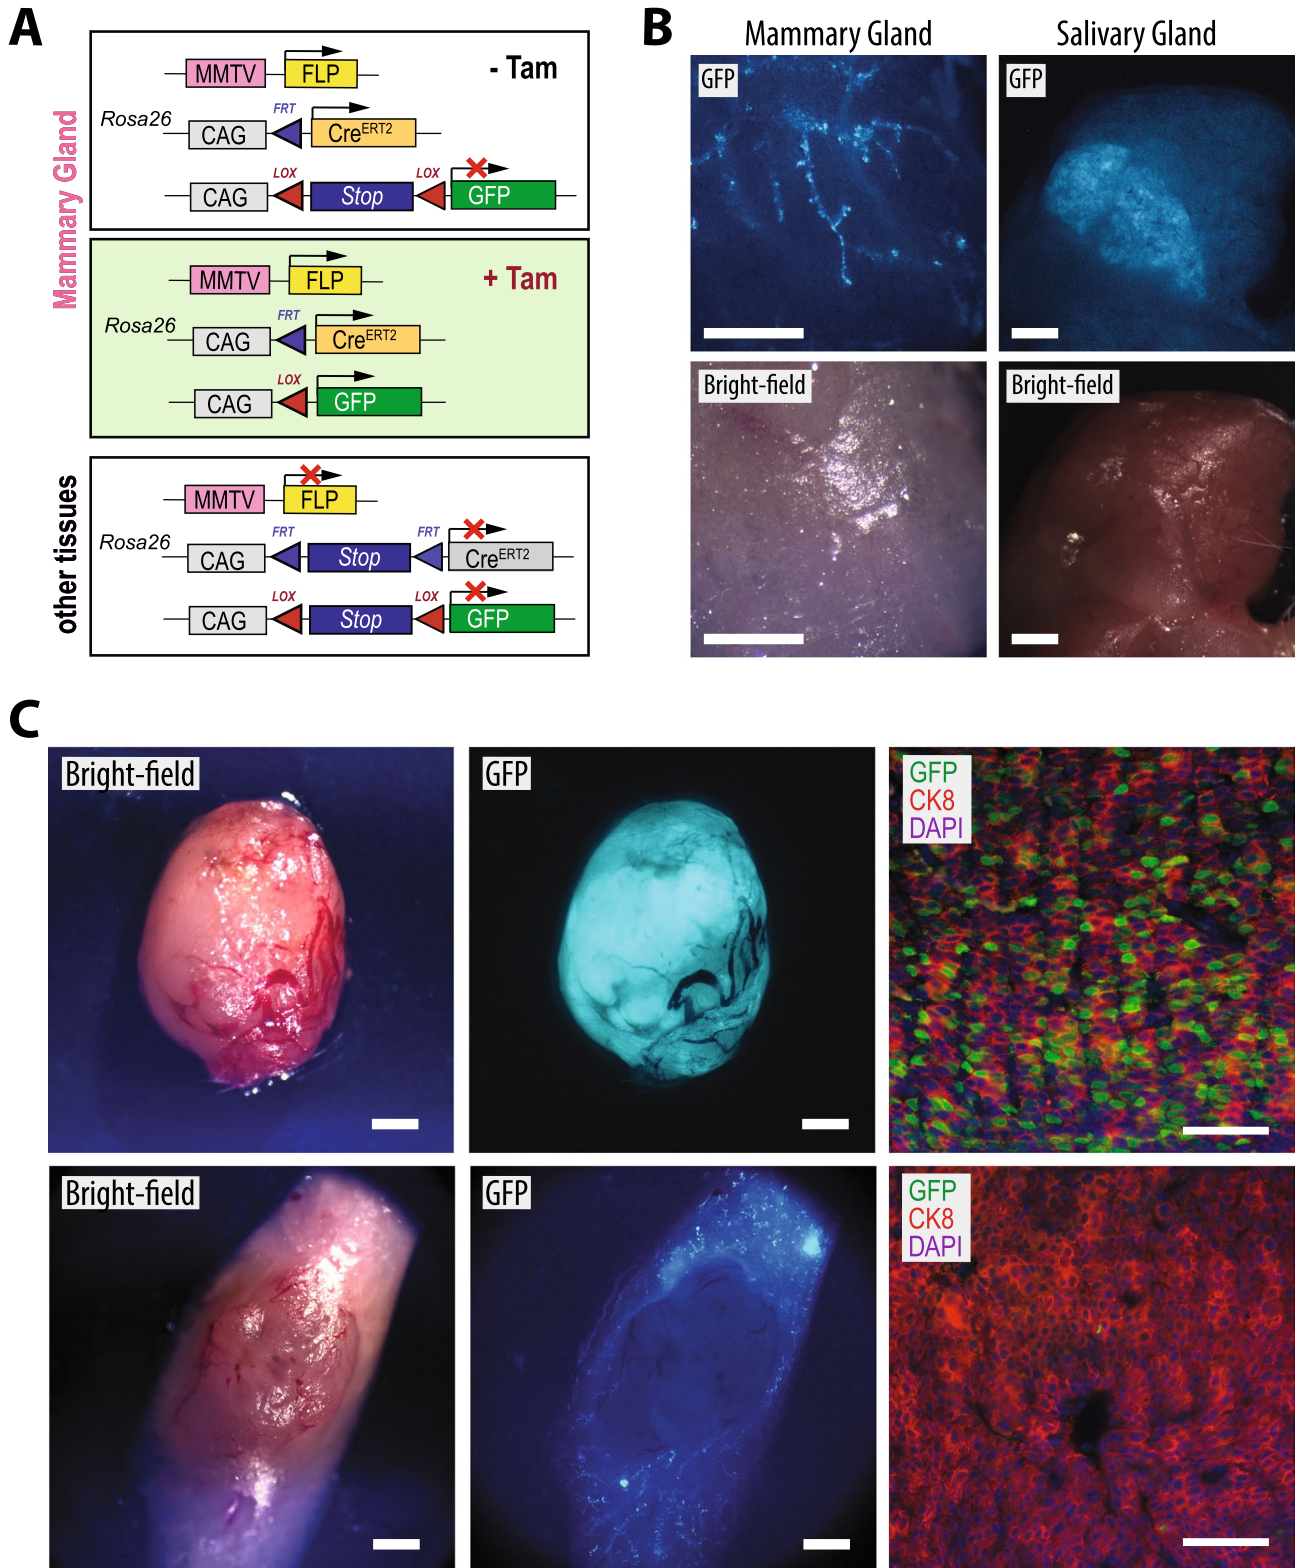 A
Mammary Gland
MMTV FLP - Tam
Rosa26 CAG FRT CreERT2
CAG LOX Stop LOX GFP
MMTV FLP + Tam
Rosa26 CAG FRT CreERT2
CAG LOX GFP
other tissues
MMTV FLP
Rosa26 CAG FRT Stop FRT CreERT2
CAG LOX Stop LOX GFP
B
Mammary Gland Salivary Gland
GFP GFP
Bright-field Bright-field
C
Bright-field GFP GFP
CK8
DAPI
Bright-field GFP GFP
CK8
DAPI